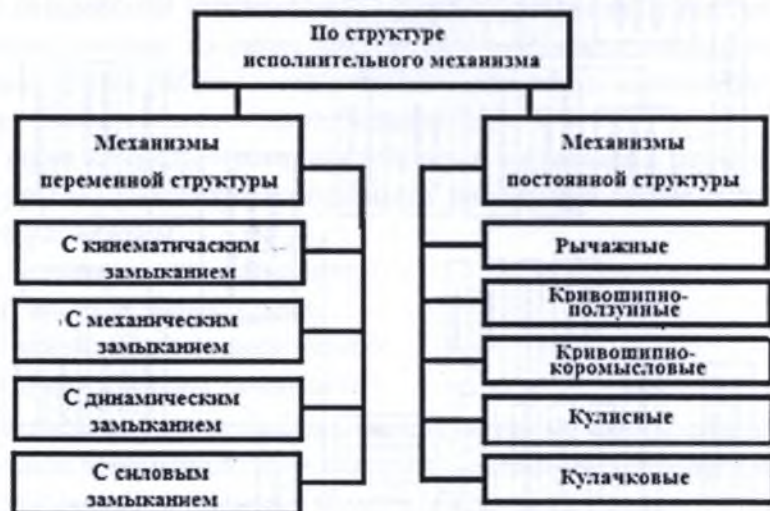 По структуре
исполнительного механизма
Механизмы
переменной структуры
С кинематичаским
замыканием
С механическим
замыканием
С динамическим
замыканием
С силовым
замыканием
Механизмы
постоянной структуры
Рычажные
Кривошипно-
ползунные
Кривошипно-
коромысловые
Кулисные
Кулачковые